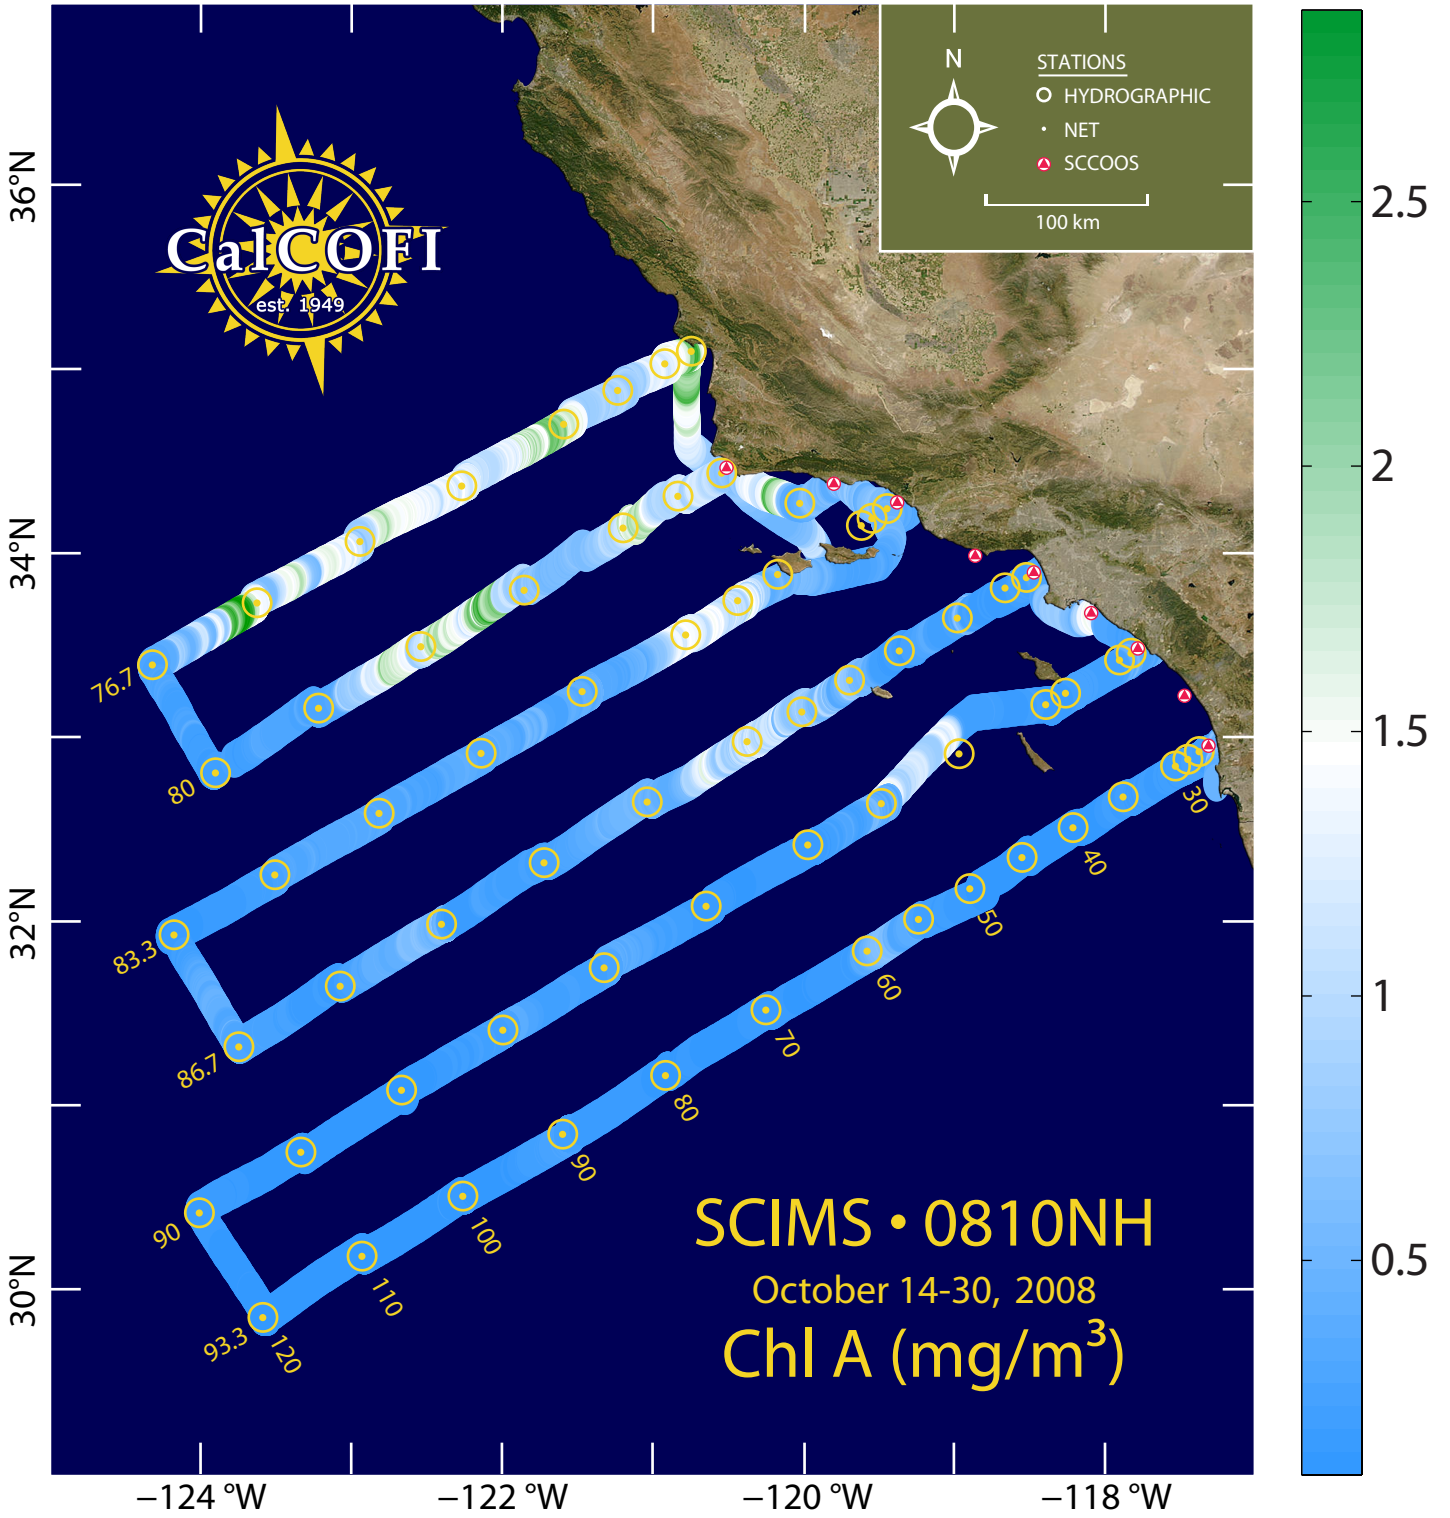 N
STATIONS
HYDROGRAPHIC
NET
SCCOOS
100 km
CalCOFI
est. 1949
36°N
34°N
32°N
30°N
2.5
2
1.5
1
0.5
76.7
80
83.3
86.7
90
93.3
30
40
50
60
70
80
90
100
110
120
SCIMS • 0810NH
October 14-30, 2008
Chl A (mg/m³)
−124 °W
−122 °W
−120 °W
−118 °W